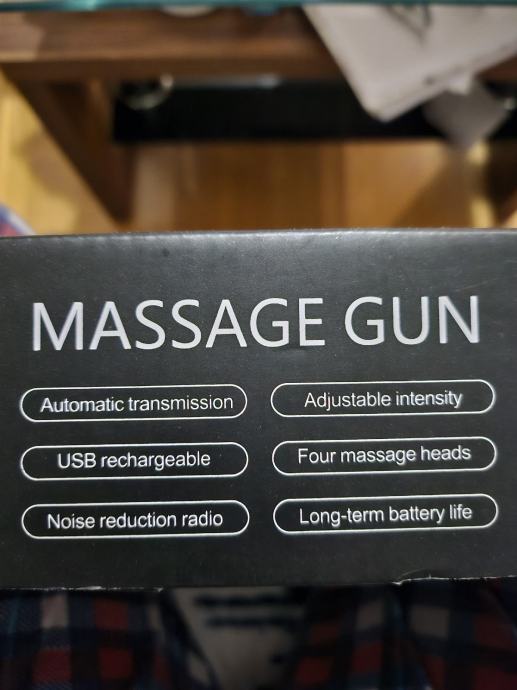 MASSAGE GUN
Automatic transmission
Adjustable intensity
USB rechargeable
Four massage heads
Noise reduction radio
Long-term battery life